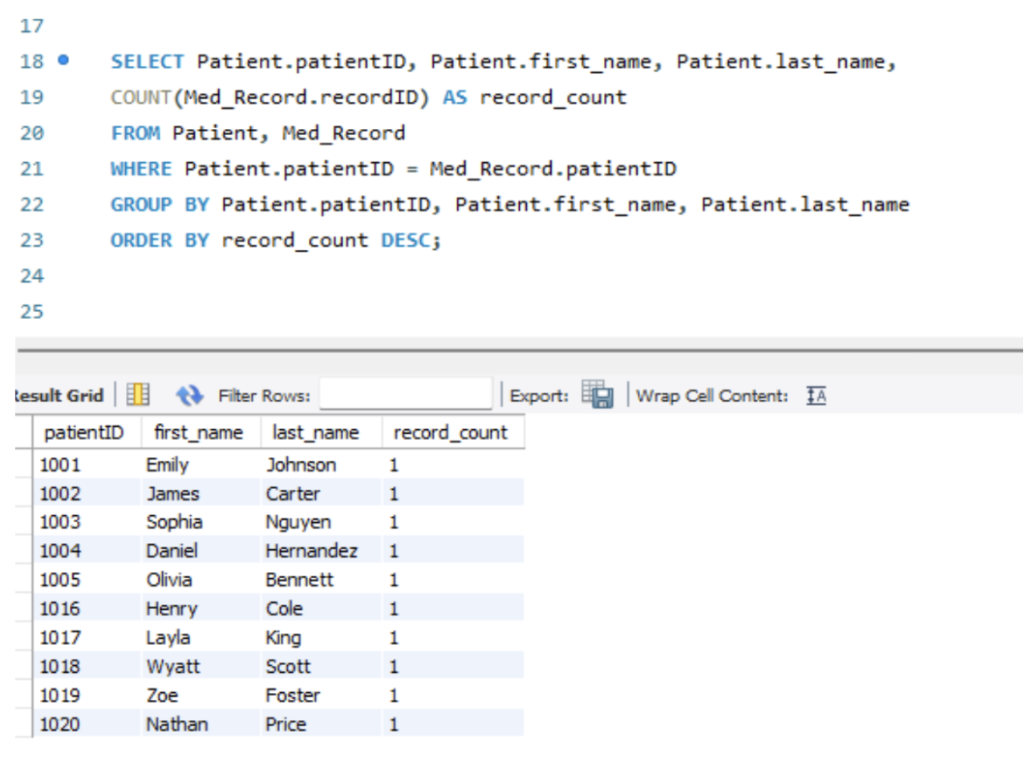 17
18 SELECT Patient.patientID, Patient.first_name, Patient.last_name,
19 COUNT(Med_Record.recordID) AS record_count
20 FROM Patient, Med_Record
21 WHERE Patient.patientID = Med_Record.patientID
22 GROUP BY Patient.patientID, Patient.first_name, Patient.last_name
23 ORDER BY record_count DESC;
24
25
esult Grid Filter Rows: Export: Wrap Cell Content: IA
patientID first_name last_name record_count
1001 Emily Johnson 1
1002 James Carter 1
1003 Sophia Nguyen 1
1004 Daniel Hernandez 1
1005 Olivia Bennett 1
1016 Henry Cole 1
1017 Layla King 1
1018 Wyatt Scott 1
1019 Zoe Foster 1
1020 Nathan Price 1